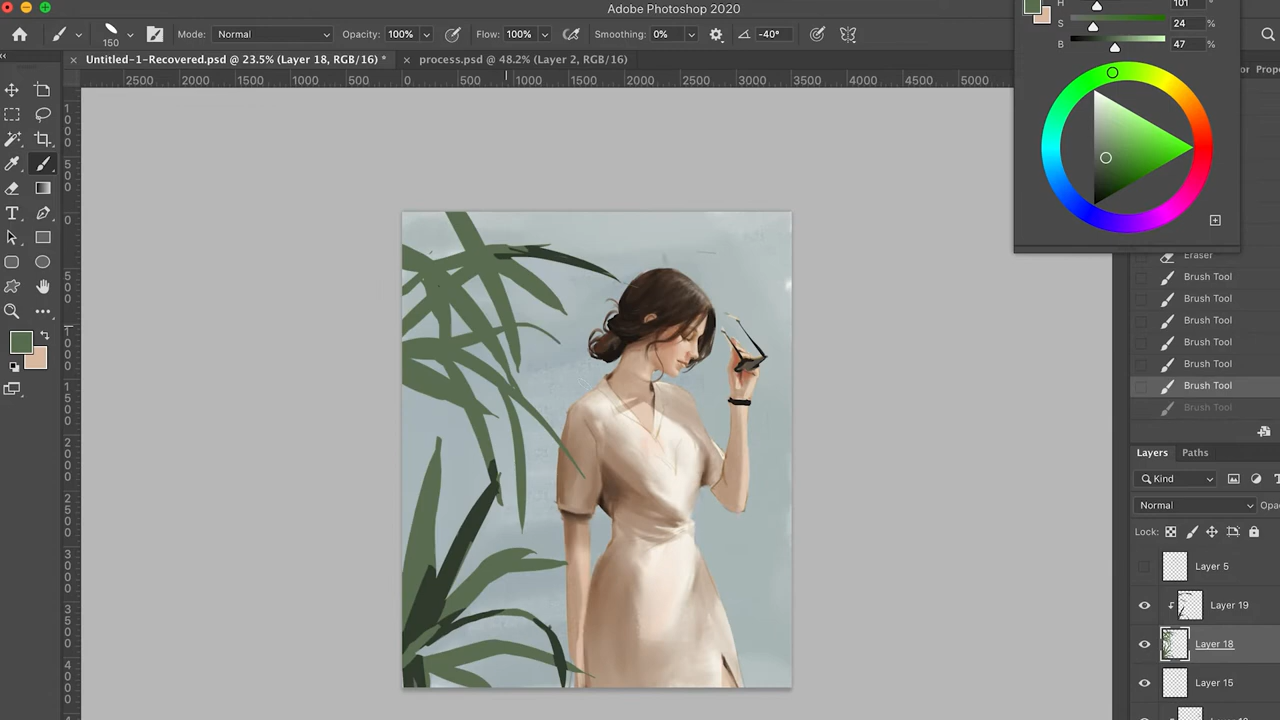 Adobe Photoshop 2020
H 101
150 Mode: Normal Opacity: 100% Flow: 100% Smoothing: 0% -40° S 24 %
B 47 %
Untitled-1-Recovered.psd @ 23.5% (Layer 18, RGB/16) * process.psd @ 48.2% (Layer 2, RGB/16)
2500 2000 1500 1000 500 0 500 1000 1500 2000 2500 3000 3500 4000 4500 5000
Eraser
Brush Tool
Brush Tool
Brush Tool
Brush Tool
Brush Tool
Brush Tool
Brush Tool
Layers Paths
Kind
Normal Opac
Lock:
Layer 5
Layer 19
Layer 18
Layer 15